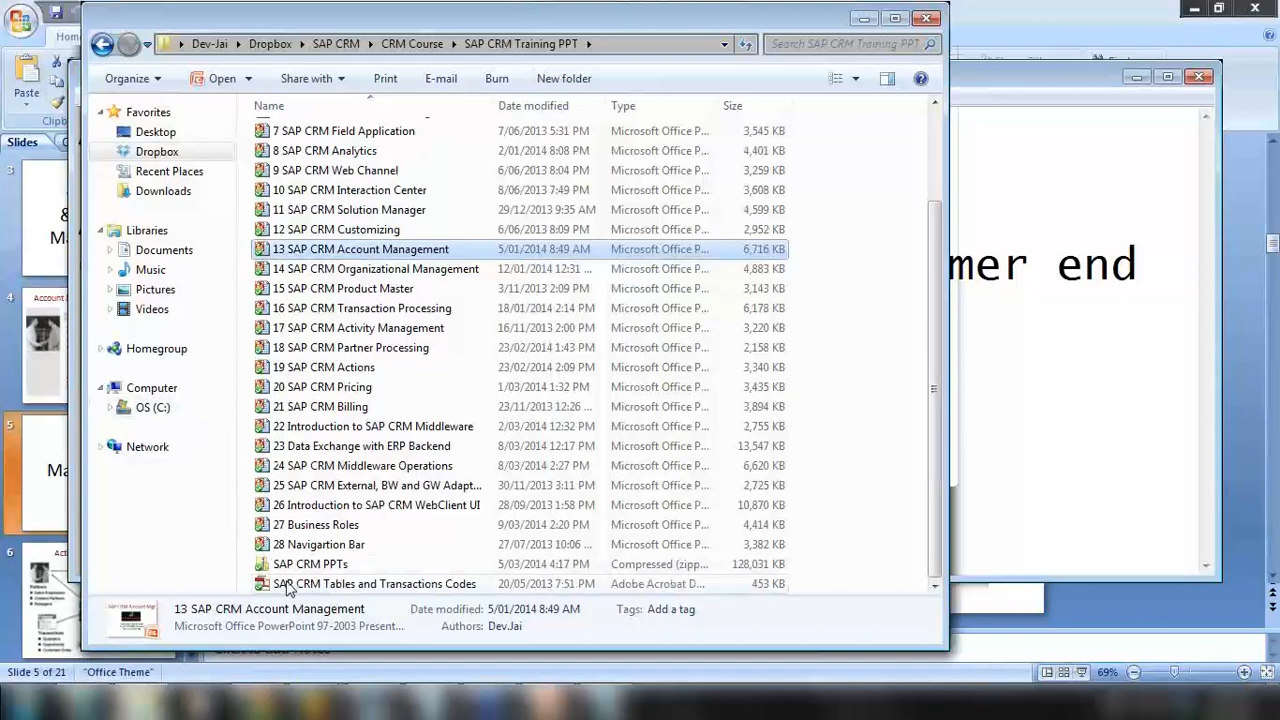 Home
Dev-Jai ▸ Dropbox ▸ SAP CRM ▸ CRM Course ▸ SAP CRM Training PPT ▸
Search SAP CRM Training PPT
Organize
Open
Share with
Print
E-mail
Burn
New folder
Paste
Slides
Name
Date modified
Type
Size
Favorites
Desktop
Dropbox
Recent Places
Downloads
Libraries
Documents
Music
Pictures
Videos
Homegroup
Computer
OS (C:)
Network
7 SAP CRM Field Application 7/06/2013 5:31 PM Microsoft Office P... 3,545 KB
8 SAP CRM Analytics 2/01/2014 8:08 PM Microsoft Office P... 4,401 KB
9 SAP CRM Web Channel 6/06/2013 8:04 PM Microsoft Office P... 3,259 KB
10 SAP CRM Interaction Center 8/06/2013 7:49 PM Microsoft Office P... 3,608 KB
11 SAP CRM Solution Manager 29/12/2013 9:35 AM Microsoft Office P... 4,599 KB
12 SAP CRM Customizing 6/06/2013 8:09 PM Microsoft Office P... 2,952 KB
13 SAP CRM Account Management 5/01/2014 8:49 AM Microsoft Office P... 6,716 KB
14 SAP CRM Organizational Management 12/01/2014 12:31 ... Microsoft Office P... 4,883 KB
15 SAP CRM Product Master 3/11/2013 2:09 PM Microsoft Office P... 3,143 KB
16 SAP CRM Transaction Processing 18/01/2014 2:14 PM Microsoft Office P... 6,178 KB
17 SAP CRM Activity Management 16/11/2013 2:00 PM Microsoft Office P... 3,220 KB
18 SAP CRM Partner Processing 23/02/2014 1:43 PM Microsoft Office P... 2,158 KB
19 SAP CRM Actions 23/02/2014 2:09 PM Microsoft Office P... 3,340 KB
20 SAP CRM Pricing 1/03/2014 1:32 PM Microsoft Office P... 3,435 KB
21 SAP CRM Billing 23/11/2013 12:26 ... Microsoft Office P... 3,894 KB
22 Introduction to SAP CRM Middleware 2/03/2014 12:32 PM Microsoft Office P... 2,755 KB
23 Data Exchange with ERP Backend 8/03/2014 12:17 PM Microsoft Office P... 13,547 KB
24 SAP CRM Middleware Operations 8/03/2014 2:27 PM Microsoft Office P... 6,620 KB
25 SAP CRM External, BW and GW Adapt... 30/11/2013 3:11 PM Microsoft Office P... 2,725 KB
26 Introduction to SAP CRM WebClient UI 28/09/2013 1:58 PM Microsoft Office P... 10,870 KB
27 Business Roles 9/03/2014 2:20 PM Microsoft Office P... 4,414 KB
28 Navigartion Bar 27/07/2013 10:06 ... Microsoft Office P... 3,382 KB
SAP CRM PPTs 5/03/2014 4:17 PM Compressed (zipp... 128,031 KB
SAP CRM Tables and Transactions Codes 20/05/2013 7:51 PM Adobe Acrobat D... 453 KB
13 SAP CRM Account Management Date modified: 5/01/2014 8:49 AM Tags: Add a tag
Microsoft Office PowerPoint 97-2003 Present... Authors: DevJai
mer end
3
4
5
6
Slide 5 of 21 "Office Theme" 69%